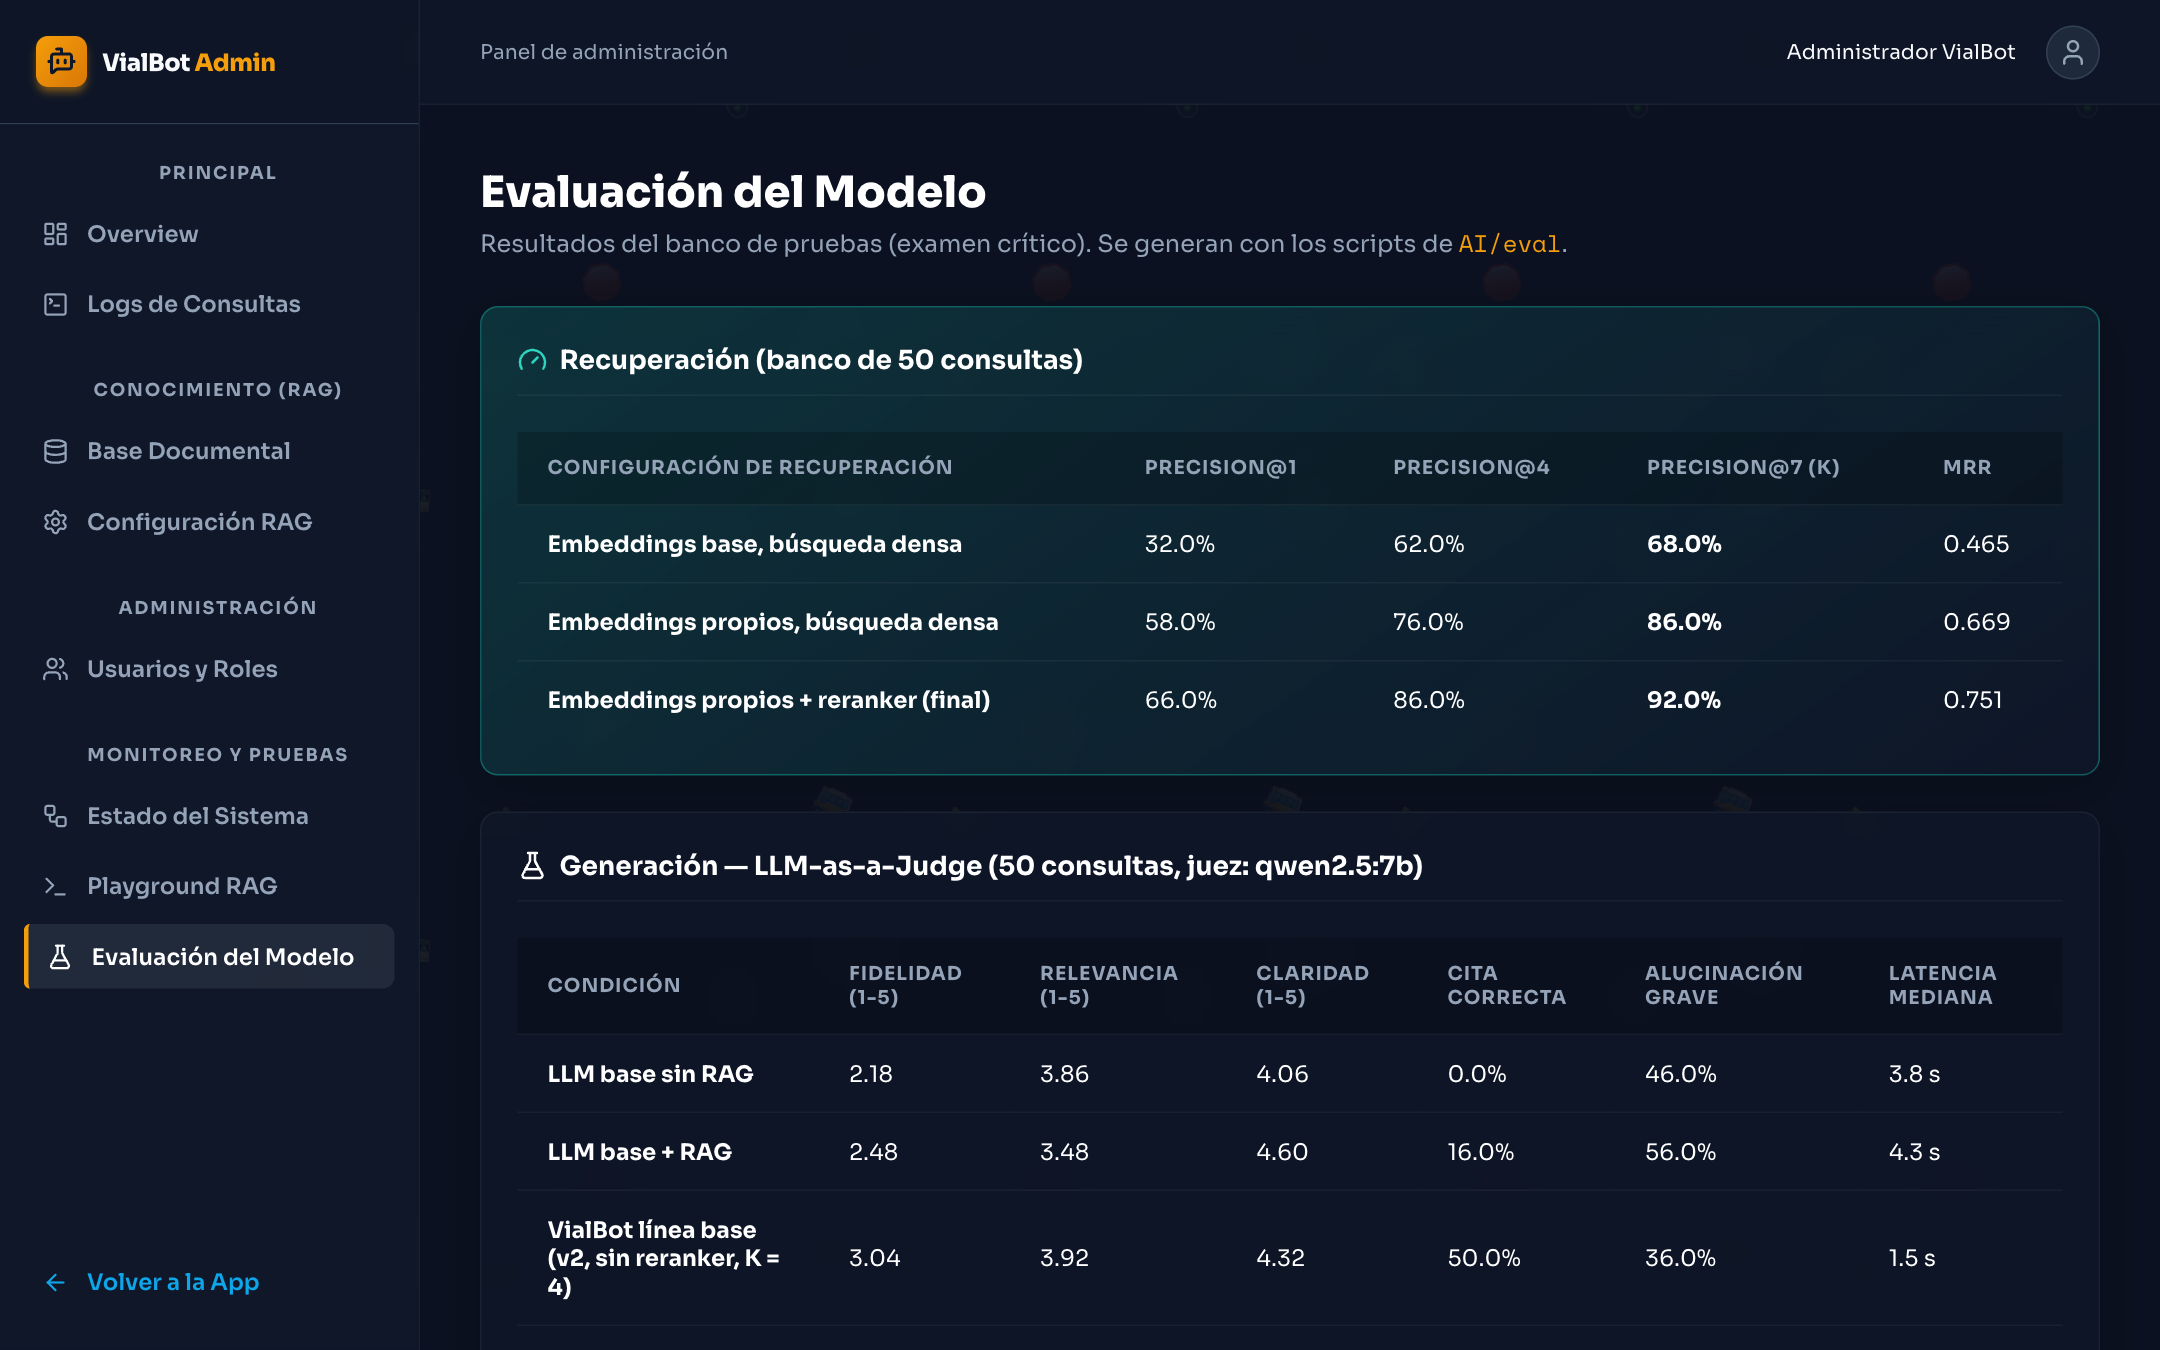 VialBot Admin
PRINCIPAL
Overview
Logs de Consultas
CONOCIMIENTO (RAG)
Base Documental
Configuración RAG
ADMINISTRACIÓN
Usuarios y Roles
MONITOREO Y PRUEBAS
Estado del Sistema
Playground RAG
Evaluación del Modelo
Volver a la App
Panel de administración
Administrador VialBot
Evaluación del Modelo
Resultados del banco de pruebas (examen crítico). Se generan con los scripts de AI/eval.
Recuperación (banco de 50 consultas)
CONFIGURACIÓN DE RECUPERACIÓN PRECISION@1 PRECISION@4 PRECISION@7 (K) MRR
Embeddings base, búsqueda densa 32.0% 62.0% 68.0% 0.465
Embeddings propios, búsqueda densa 58.0% 76.0% 86.0% 0.669
Embeddings propios + reranker (final) 66.0% 86.0% 92.0% 0.751
Generación — LLM-as-a-Judge (50 consultas, juez: qwen2.5:7b)
CONDICIÓN FIDELIDAD (1-5) RELEVANCIA (1-5) CLARIDAD (1-5) CITA CORRECTA ALUCINACIÓN GRAVE LATENCIA MEDIANA
LLM base sin RAG 2.18 3.86 4.06 0.0% 46.0% 3.8 s
LLM base + RAG 2.48 3.48 4.60 16.0% 56.0% 4.3 s
VialBot línea base
(v2, sin reranker, K = 3.04 3.92 4.32 50.0% 36.0% 1.5 s
4)